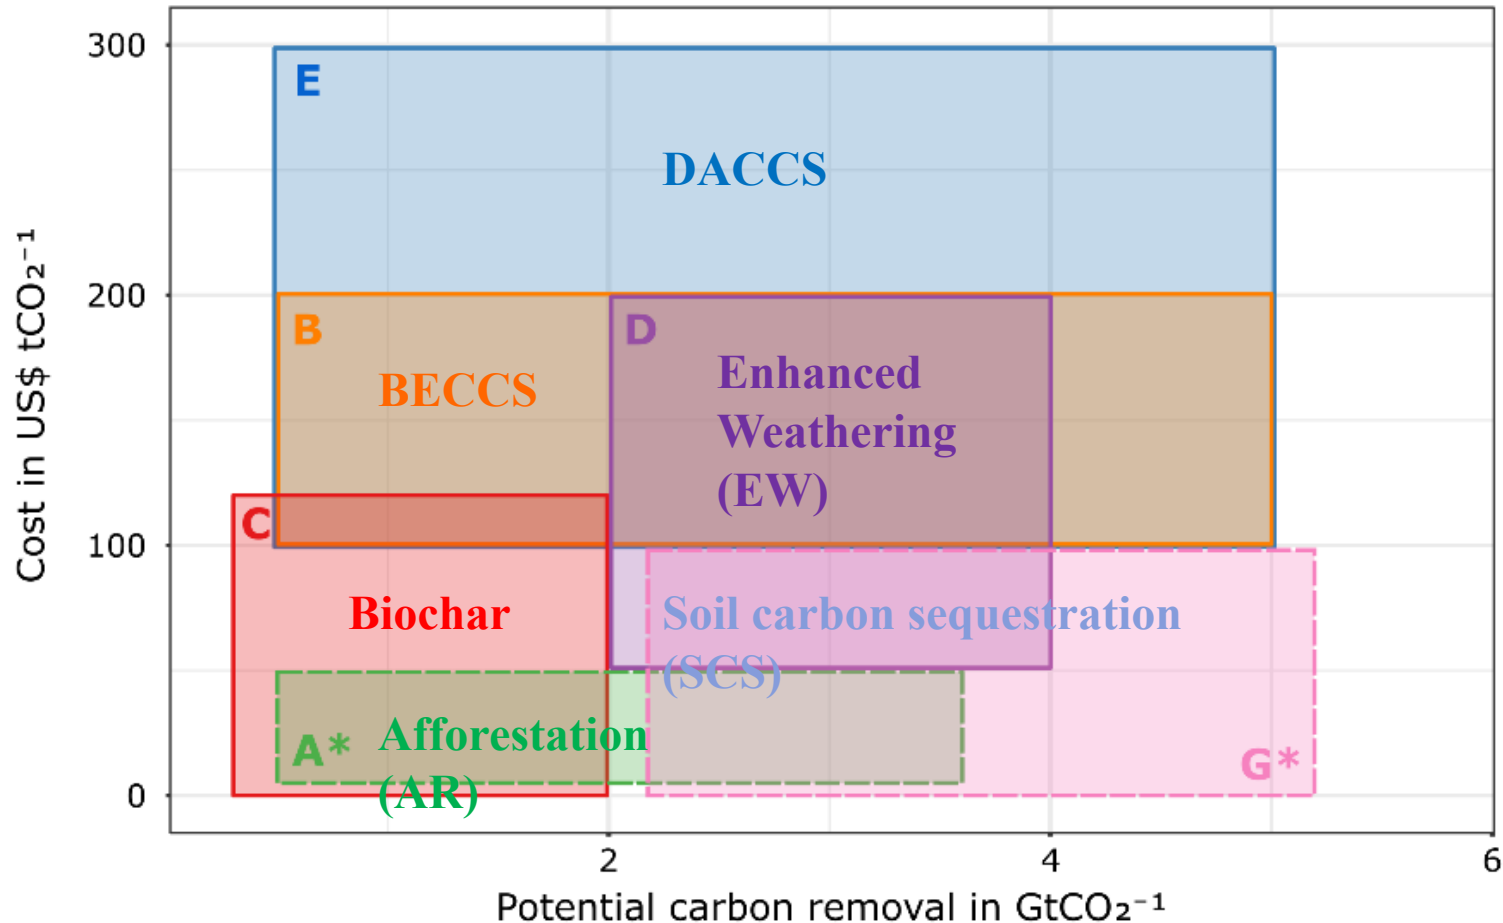 300
E
DACCS
200
B
D
BECCS
Enhanced
Weathering
(EW)
Cost in US$ tCO₂⁻¹
C
100
Biochar
Soil carbon sequestration
(SCS)
A*
Afforestation
(AR)
G*
0
2
4
6
Potential carbon removal in GtCO₂⁻¹